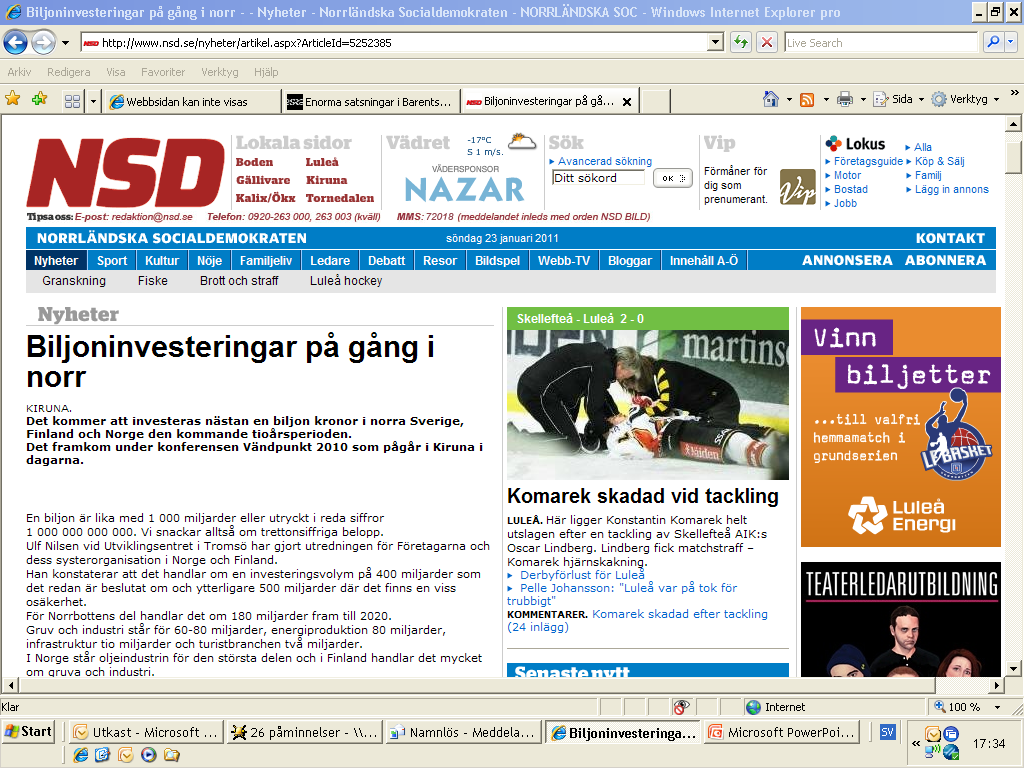 Biljoninvesteringar på gång i norr - - Nyheter - Norrländska Socialdemokraten - NORRLÄNDSKA SOC - Windows Internet Explorer pro
NSD http://www.nsd.se/nyheter/artikel.aspx?ArticleId=5252385
Live Search
Arkiv Redigera Visa Favoriter Verktyg Hjälp
Webbsidan kan inte visas
Enorma satsningar i Barents...
NSD Biljoninvesteringar på gå...
Sida Verktyg
NSD
Lokala sidor
Boden Luleå
Gällivare Kiruna
Kalix/Ökx Tornedalen
Vädret -17°C
S 1 m/s.
VÄDERSPONSOR
NAZAR
Sök
Avancerad sökning
Ditt sökord OK
Vip
Förmåner för
dig som
prenumerant.
Vip
Lokus
Företagsguide
Motor
Bostad
Jobb
Alla
Köp & Sälj
Familj
Lägg in annons
Tipsa oss: E-post: redaktion@nsd.se Telefon: 0920-263 000, 263 003 (kväll) MMS: 72018 (meddelandet inleds med orden NSD BILD)
NORRLÄNDSKA SOCIALDEMOKRATEN söndag 23 januari 2011 KONTAKT
Nyheter Sport Kultur Nöje Familjeliv Ledare Debatt Resor Bildspel Webb-TV Bloggar Innehåll A-Ö ANNONSERA ABONNERA
Granskning Fiske Brott och straff Luleå hockey
Nyheter
Biljoninvesteringar på gång i
norr
KIRUNA.
Det kommer att investeras nästan en biljon kronor i norra Sverige,
Finland och Norge den kommande tioårsperioden.
Det framkom under konferensen Vändpunkt 2010 som pågår i Kiruna i
dagarna.
En biljon är lika med 1 000 miljarder eller utryckt i reda siffror
1 000 000 000 000. Vi snackar alltså om trettonsiffriga belopp.
Ulf Nilsen vid Utviklingsentret i Tromsö har gjort utredningen för Företagarna och
dess systerorganisation i Norge och Finland.
Han konstaterar att det handlar om en investeringsvolym på 400 miljarder som
det redan är beslutat om och ytterligare 500 miljarder där det finns en viss
osäkerhet.
För Norrbottens del handlar det om 180 miljarder fram till 2020.
Gruv och industri står för 60-80 miljarder, energiproduktion 80 miljarder,
infrastruktur tio miljarder och turistbranchen två miljarder.
I Norge står oljeindustrin för den största delen och i Finland handlar det mycket
om gruva och industri.
Skellefteå - Luleå 2 - 0
martins
Komarek skadad vid tackling
LULEÅ. Här ligger Konstantin Komarek helt
utslagen efter en tackling av Skellefteå AIK:s
Oscar Lindberg. Lindberg fick matchstraff –
Komarek hjärnskakning.
Derbyförlust för Luleå
Pelle Johansson: "Luleå var på tok för
trubbigt"
KOMMENTARER. Komarek skadad efter tackling
(24 inlägg)
Senaste nytt
Vinn
biljetter
...till valfri
hemmamatch i
grundserien
LF BASKET
Luleå
Energi
TEATERLEDARUTBILDNING
Klar Internet 100 %
Start
Utkast - Microsoft ...
26 påminnelser - \\...
Namnlös - Meddela...
Biljoninvesteringa...
Microsoft PowerPoi...
SV
17:34